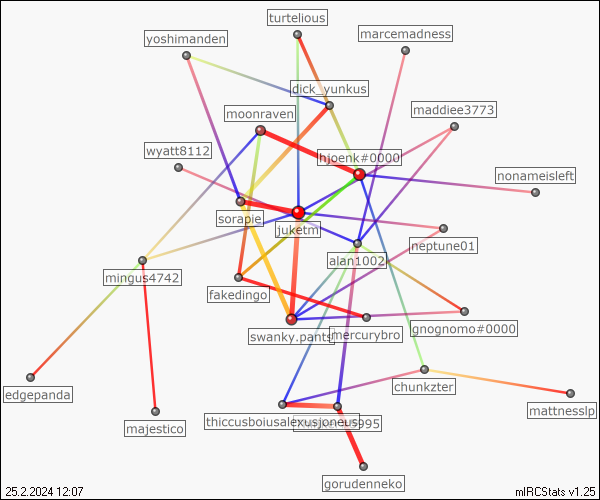 turtelious
yoshimanden
marcemadness
dick_yunkus
moonraven
maddiee3773
wyatt8112
hjoenk#0000
nonameisleft
sorapie
juketm
neptune01
alan1002
mingus4742
fakedingo
swanky.pants
mercurybro
gnognomo#0000
edgepanda
chunkzter
mattnesslp
majestico
gorudenneko
25.2.2024 12:07
mIRCStats v1.25